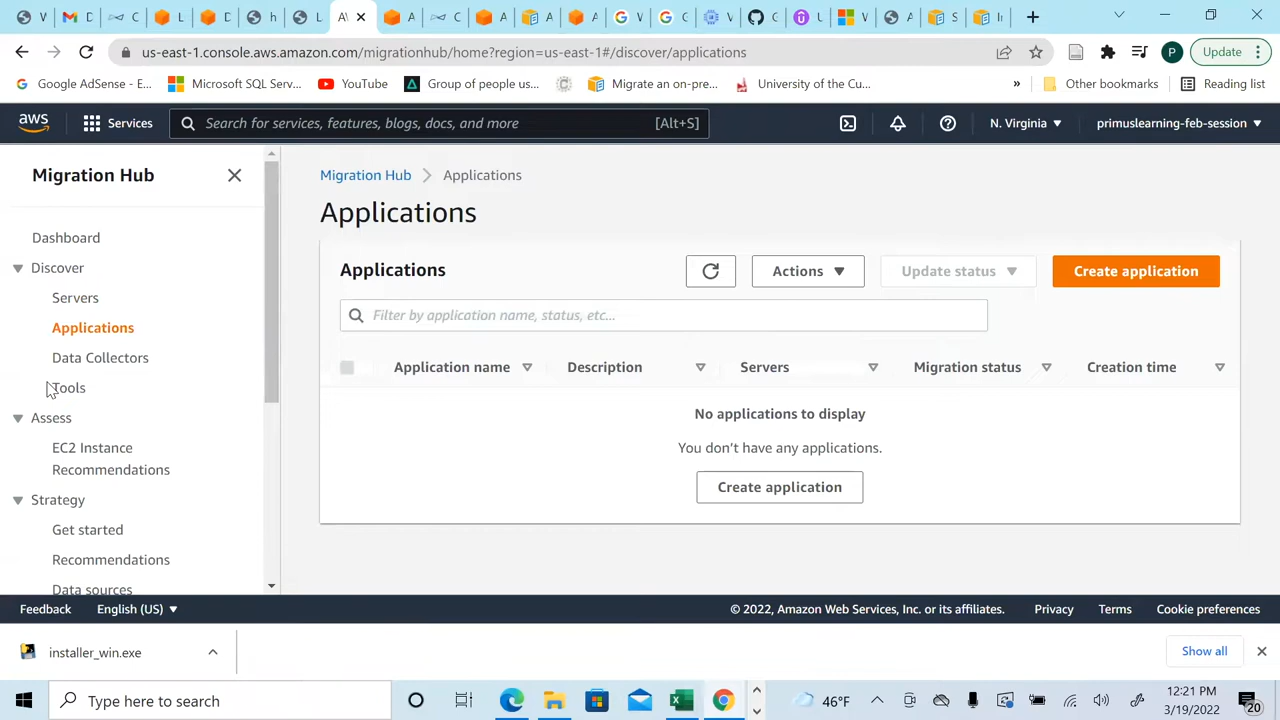 D
C
D
h
L
A
C
Update
us-east-1.console.aws.amazon.com/migrationhub/home?region=us-east-1#/discover/applications
P
Google AdSense - E...
Microsoft SQL Serv...
YouTube
Group of people us...
Migrate an on-pre...
University of the Cu...
»
Other bookmarks
Reading list
aws
Services
Search for services, features, blogs, docs, and more
[Alt+S]
N. Virginia
primuslearning-feb-session
Migration Hub
Migration Hub > Applications
Dashboard
Applications
Discover
Applications
Actions
Update status
Create application
Servers
Filter by application name, status, etc...
Applications
Data Collectors
Application name
Description
Servers
Migration status
Creation time
Tools
No applications to display
Assess
You don't have any applications.
EC2 Instance
Recommendations
Create application
Strategy
Get started
Recommendations
Data sources
Feedback
English (US)
© 2022, Amazon Web Services, Inc. or its affiliates.
Privacy
Terms
Cookie preferences
installer_win.exe
Show all
Type here to search
46°F
12:21 PM
3/19/2022
20